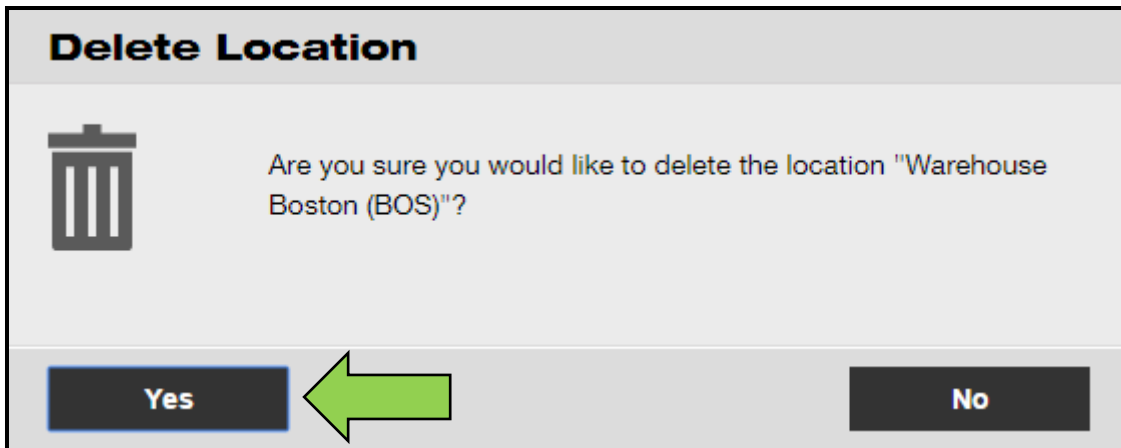 Delete Location
Are you sure you would like to delete the location "Warehouse
Boston (BOS)"?
Yes
No